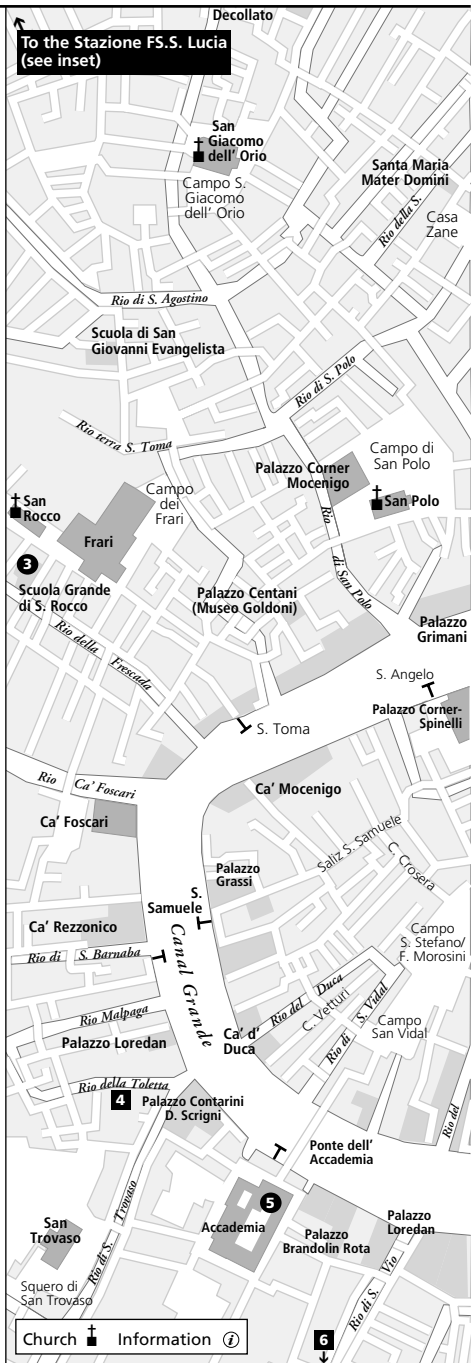 Decollato
To the Stazione FS.S. Lucia
(see inset)
San
Giacomo
dell' Orio
Campo S.
Giacomo
dell' Orio
Santa Maria
Mater Domini
Rio della S.
Casa
Zane
Rio di S. Agostino
Scuola di San
Giovanni Evangelista
Rio di S. Polo
Rio terra S. Toma
Campo di
San Polo
Palazzo Corner
Mocenigo
San Polo
Campo
dei
Frari
San
Rocco
Frari
Rio
di San Polo
3
Scuola Grande
di S. Rocco
Palazzo Centani
(Museo Goldoni)
Palazzo
Grimani
Rio della
Frescada
S. Angelo
Palazzo Corner-
Spinelli
S. Toma
Rio
Ca' Foscari
Ca' Mocenigo
Ca' Foscari
Saliz S. Samuele
C. Crosera
Palazzo
Grassi
S.
Samuele
Ca' Rezzonico
Campo
S. Stefano/
F. Morosini
Rio di
S. Barnaba
Canal Grande
Rio del
Duca
C. Vetturi
Rio di
S. Vidal
Rio Malpaga
Campo
San Vidal
Palazzo Loredan
Ca' d'
Duca
Rio della Toletta
4
Palazzo Contarini
D. Scrigni
Rio del
Ponte dell'
Accademia
5
San
Trovaso
Rio di S.
Trovaso
Accademia
Palazzo
Brandolin Rota
Palazzo
Loredan
Squero di
San Trovaso
Rio di S.
Vio
Church
Information
i
6